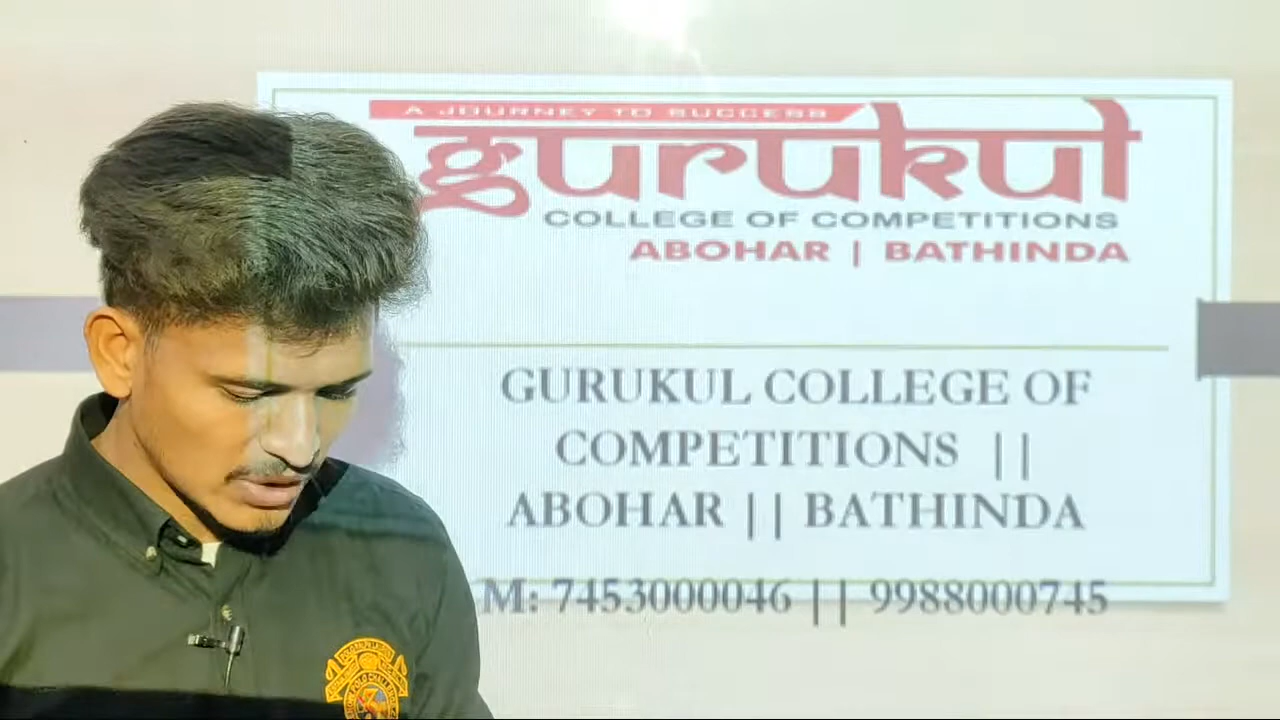 A JOURNEY TO SUCCESS
gurukul
COLLEGE OF COMPETITIONS
ABOHAR | BATHINDA
GURUKUL COLLEGE OF
COMPETITIONS ||
ABOHAR || BATHINDA
M: 7453000046 || 9988000745